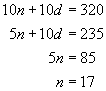 10n + 10d = 320
5n + 10d = 235
5n = 85
n = 17